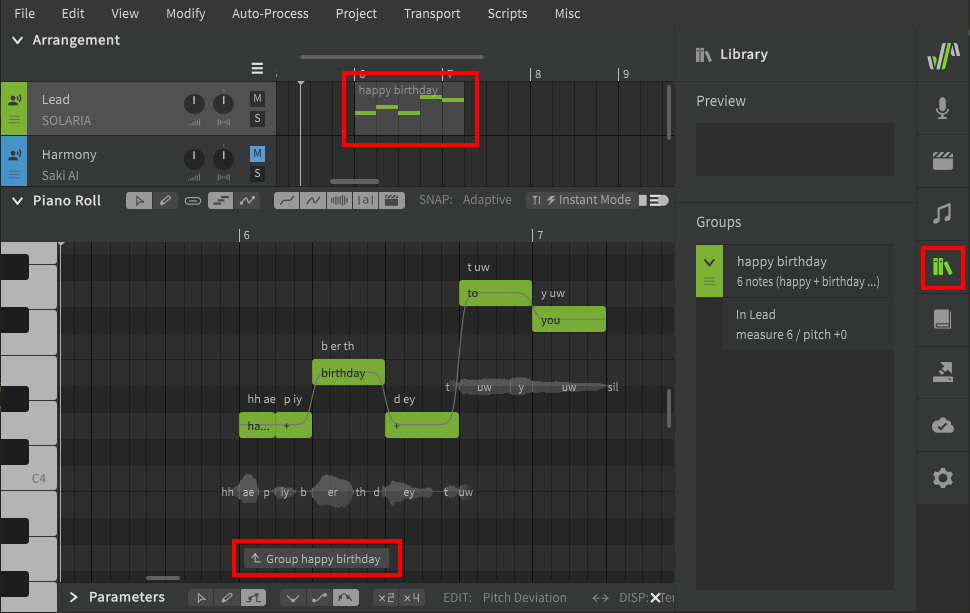 File Edit View Modify Auto-Process Project Transport Scripts Misc
Arrangement
Library
6 7 8 9
happy birthday
Lead M
SOLARIA S
Preview
Harmony M
Saki AI S
Piano Roll SNAP: Adaptive Instant Mode
Groups
6 7
happy birthday
6 notes (happy + birthday ...)
In Lead
measure 6 / pitch +0
t uw
to y uw
you
b er th
birthday
t uw y uw sil
hh ae p iy d ey
ha... + +
C4
hh ae p iy b er th d ey t uw
Group happy birthday
Parameters x2 x4 EDIT: Pitch Deviation DISP: